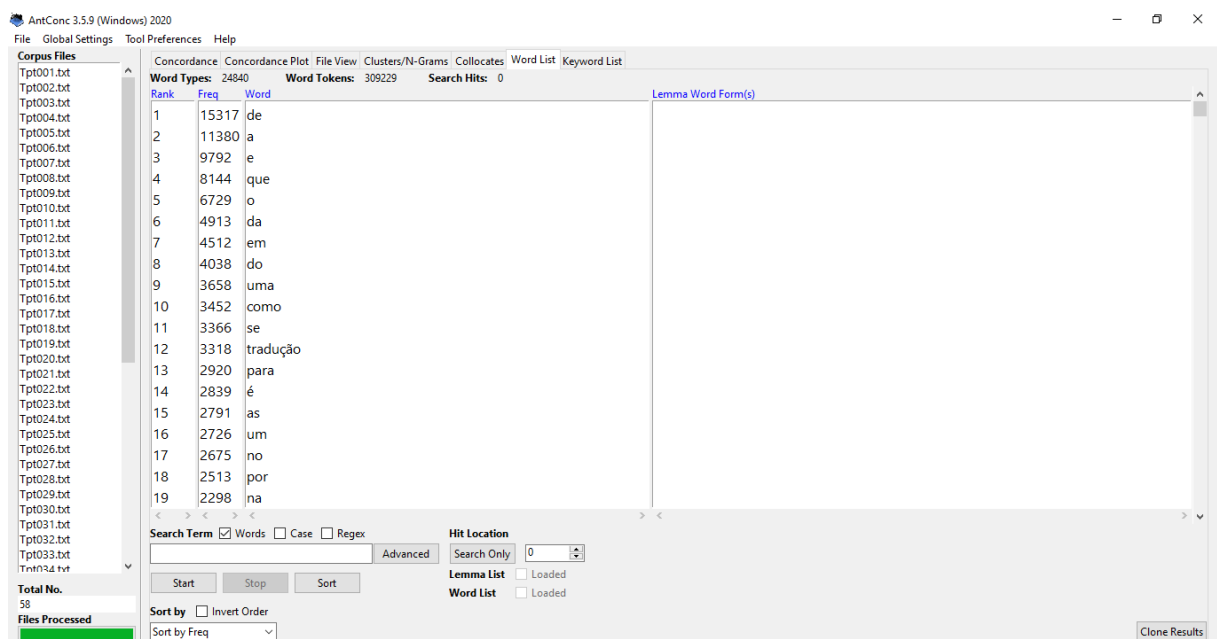 AntConc 3.5.9 (Windows) 2020
File Global Settings Tool Preferences Help
Corpus Files
Tpt001.txt
Tpt002.txt
Tpt003.txt
Tpt004.txt
Tpt005.txt
Tpt006.txt
Tpt007.txt
Tpt008.txt
Tpt009.txt
Tpt010.txt
Tpt011.txt
Tpt012.txt
Tpt013.txt
Tpt014.txt
Tpt015.txt
Tpt016.txt
Tpt017.txt
Tpt018.txt
Tpt019.txt
Tpt020.txt
Tpt021.txt
Tpt022.txt
Tpt023.txt
Tpt024.txt
Tpt025.txt
Tpt026.txt
Tpt027.txt
Tpt028.txt
Tpt029.txt
Tpt030.txt
Tpt031.txt
Tpt032.txt
Tpt033.txt
Tpt034.txt
Total No.
58
Files Processed
Concordance Concordance Plot File View Clusters/N-Grams Collocates Word List Keyword List
Word Types: 24840 Word Tokens: 309229 Search Hits: 0
Rank Freq Word Lemma Word Form(s)
1 15317 de
2 11380 a
3 9792 e
4 8144 que
5 6729 o
6 4913 da
7 4512 em
8 4038 do
9 3658 uma
10 3452 como
11 3366 se
12 3318 tradução
13 2920 para
14 2839 é
15 2791 as
16 2726 um
17 2675 no
18 2513 por
19 2298 na
Search Term Words Case Regex Hit Location
Advanced Search Only 0
Start Stop Sort Lemma List Loaded
Word List Loaded
Sort by Invert Order
Sort by Freq Clone Results